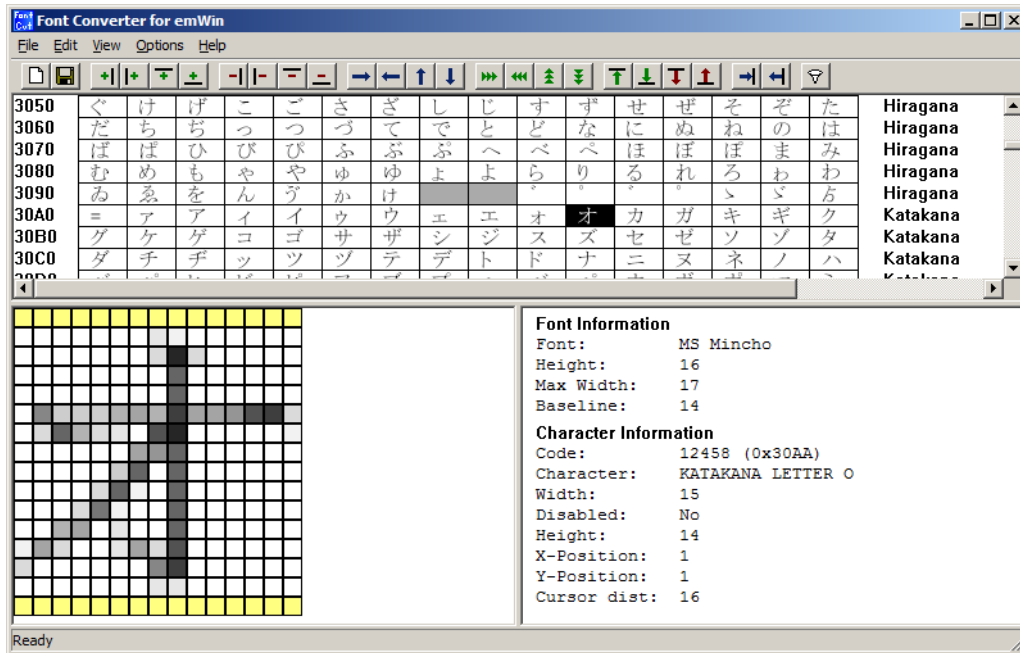 Font Cvt Font Converter for emWin
File Edit View Options Help
3050 ぐ け げ こ ご さ ざ し じ す ず せ ぜ そ ぞ た Hiragana
3060 だ ち ぢ っ つ づ て で と ど な に ぬ ね の は Hiragana
3070 ば ぱ ひ び ぴ ふ ぶ ぷ へ べ ぺ ほ ぼ ぽ ま み Hiragana
3080 む め も ゃ や ゅ ゆ ょ よ ら り る れ ろ ゎ わ Hiragana
3090 ゐ ゑ を ん ゔ ゕ ゖ ゙ ゚ ゛ ゜ ゝ ゞ ゟ Hiragana
30A0 ゠ ァ ア ィ イ ゥ ウ ェ エ ォ オ カ ガ キ ギ ク Katakana
30B0 グ ケ ゲ コ ゴ サ ザ シ ジ ス ズ セ ゼ ソ ゾ タ Katakana
30C0 ダ チ ヂ ッ ツ ヅ テ デ ト ド ナ ニ ヌ ネ ノ ハ Katakana
Font Information
Font: MS Mincho
Height: 16
Max Width: 17
Baseline: 14
Character Information
Code: 12458 (0x30AA)
Character: KATAKANA LETTER O
Width: 15
Disabled: No
Height: 14
X-Position: 1
Y-Position: 1
Cursor dist: 16
Ready